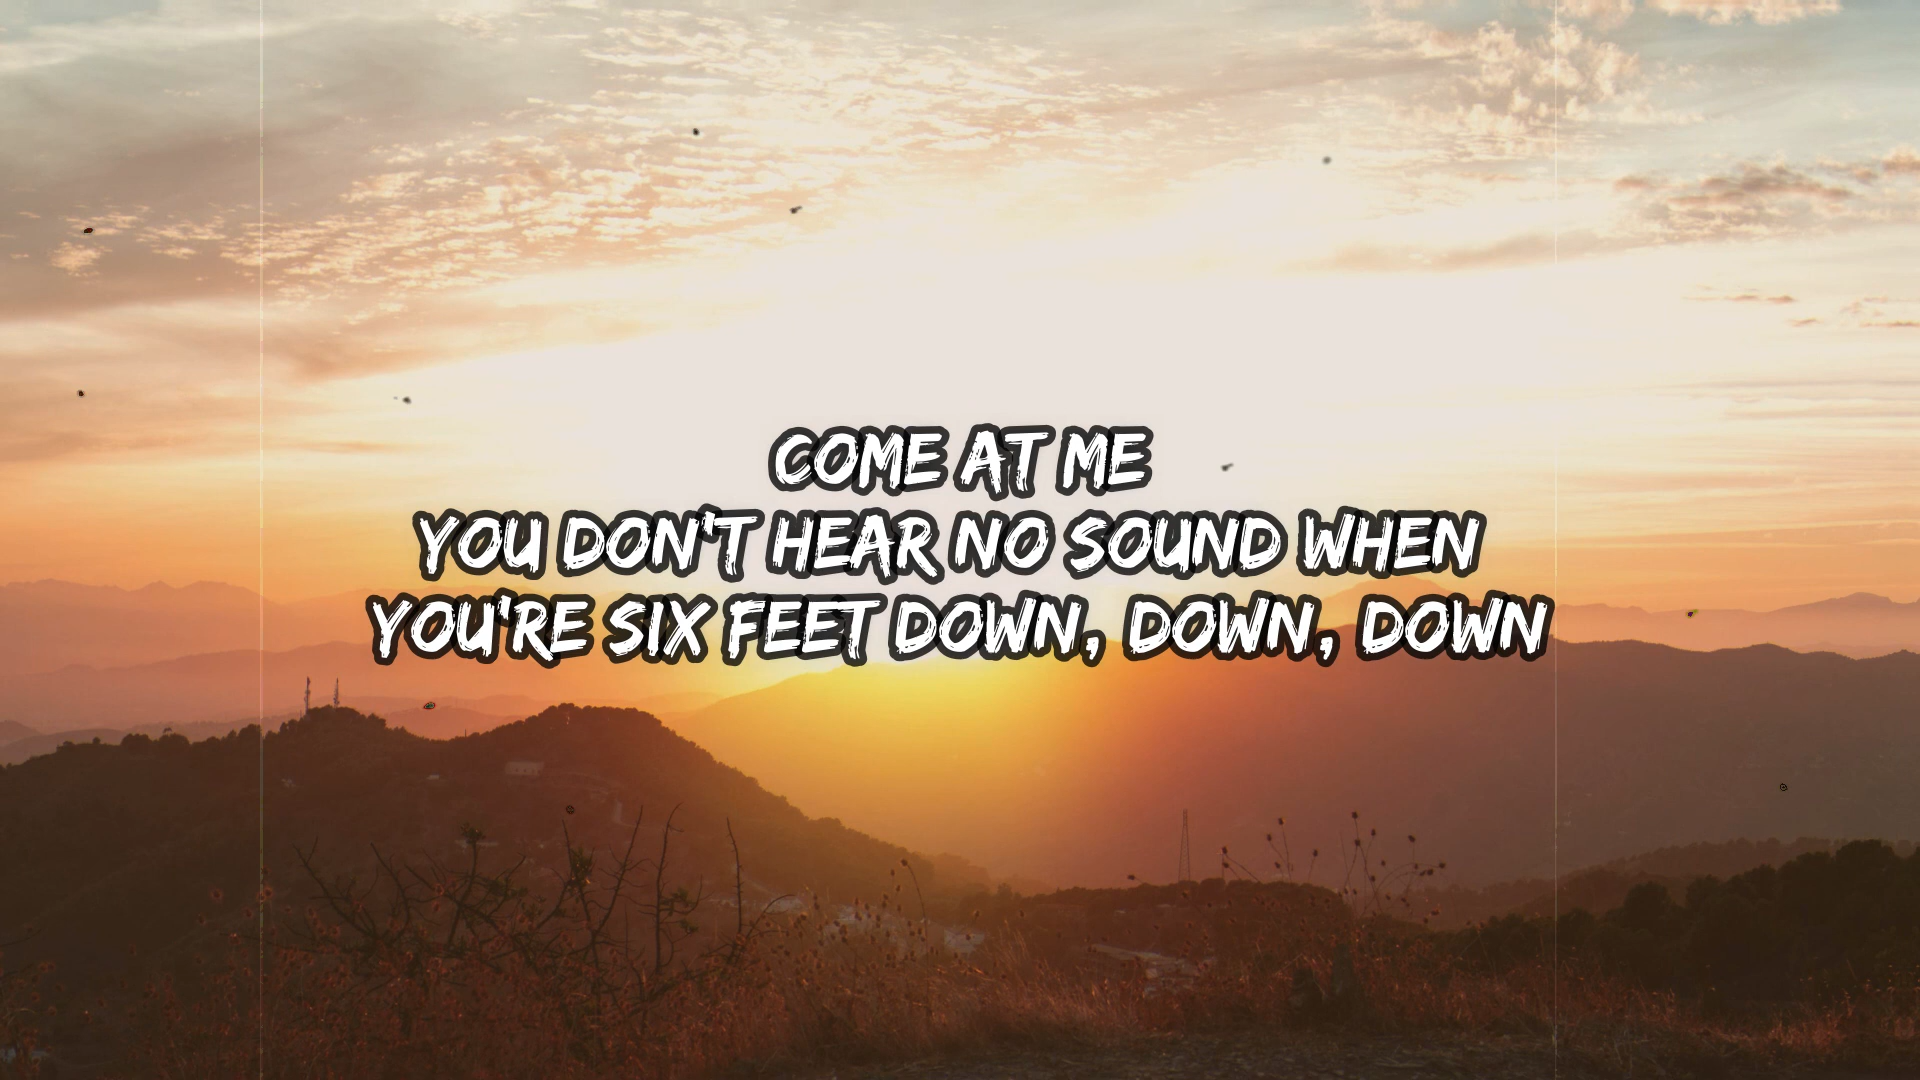 COME AT ME
YOU DON'T HEAR NO SOUND WHEN
YOU'RE SIX FEET DOWN, DOWN, DOWN